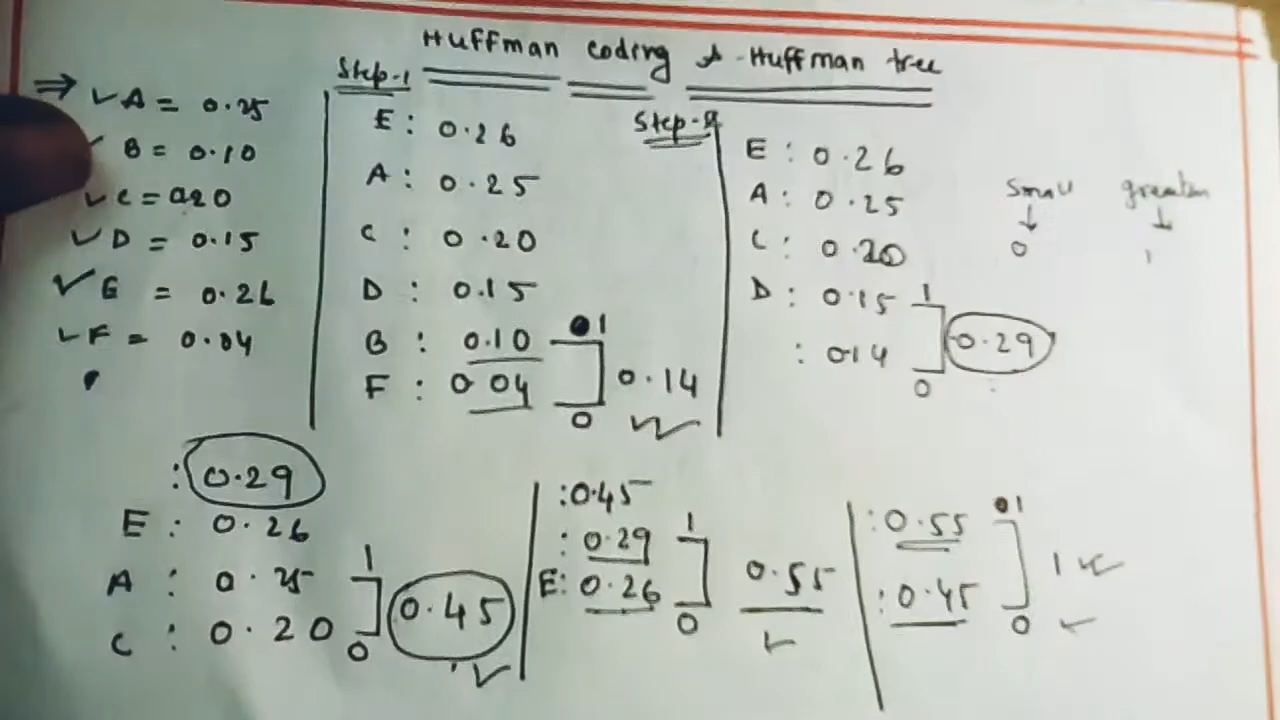 Huffman coding & Huffman tree
⇒ ✓A = 0.25
✓ B = 0.10
✓C = 0.20
✓D = 0.15
✓E = 0.26
✓F = 0.04
Step-1
E : 0.26
A : 0.25
C : 0.20
D : 0.15
B : 0.10 1
F : 0.04 0.14
0
Step-2
E : 0.26
A : 0.25
C : 0.20
D : 0.15 1
: 0.14 0.29
0
Small greater
↓ ↓
0 1
: 0.29
E : 0.26
A : 0.25 1
C : 0.20 0.45
0
:0.45
: 0.29 1
E: 0.26 0.55
0
:0.55 1
1
:0.45
0